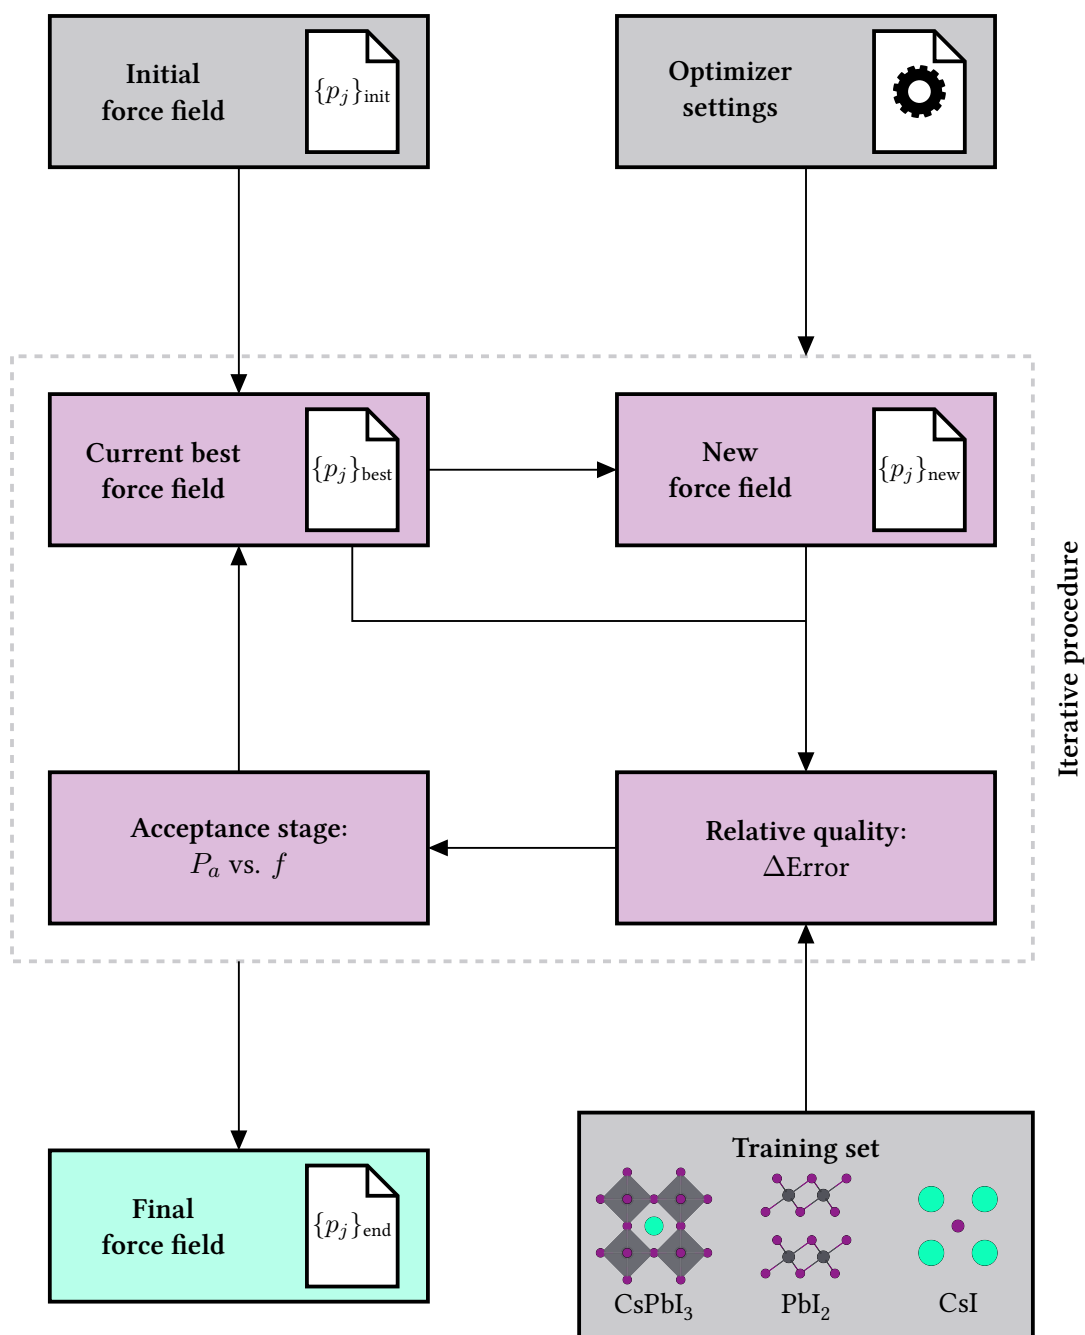 Initial
force field
{p_j}_init
Optimizer
settings
Current best
force field
{p_j}_best
New
force field
{p_j}_new
Iterative procedure
Acceptance stage:
P_a vs. f
Relative quality:
ΔError
Final
force field
{p_j}_end
Training set
CsPbI₃
PbI₂
CsI